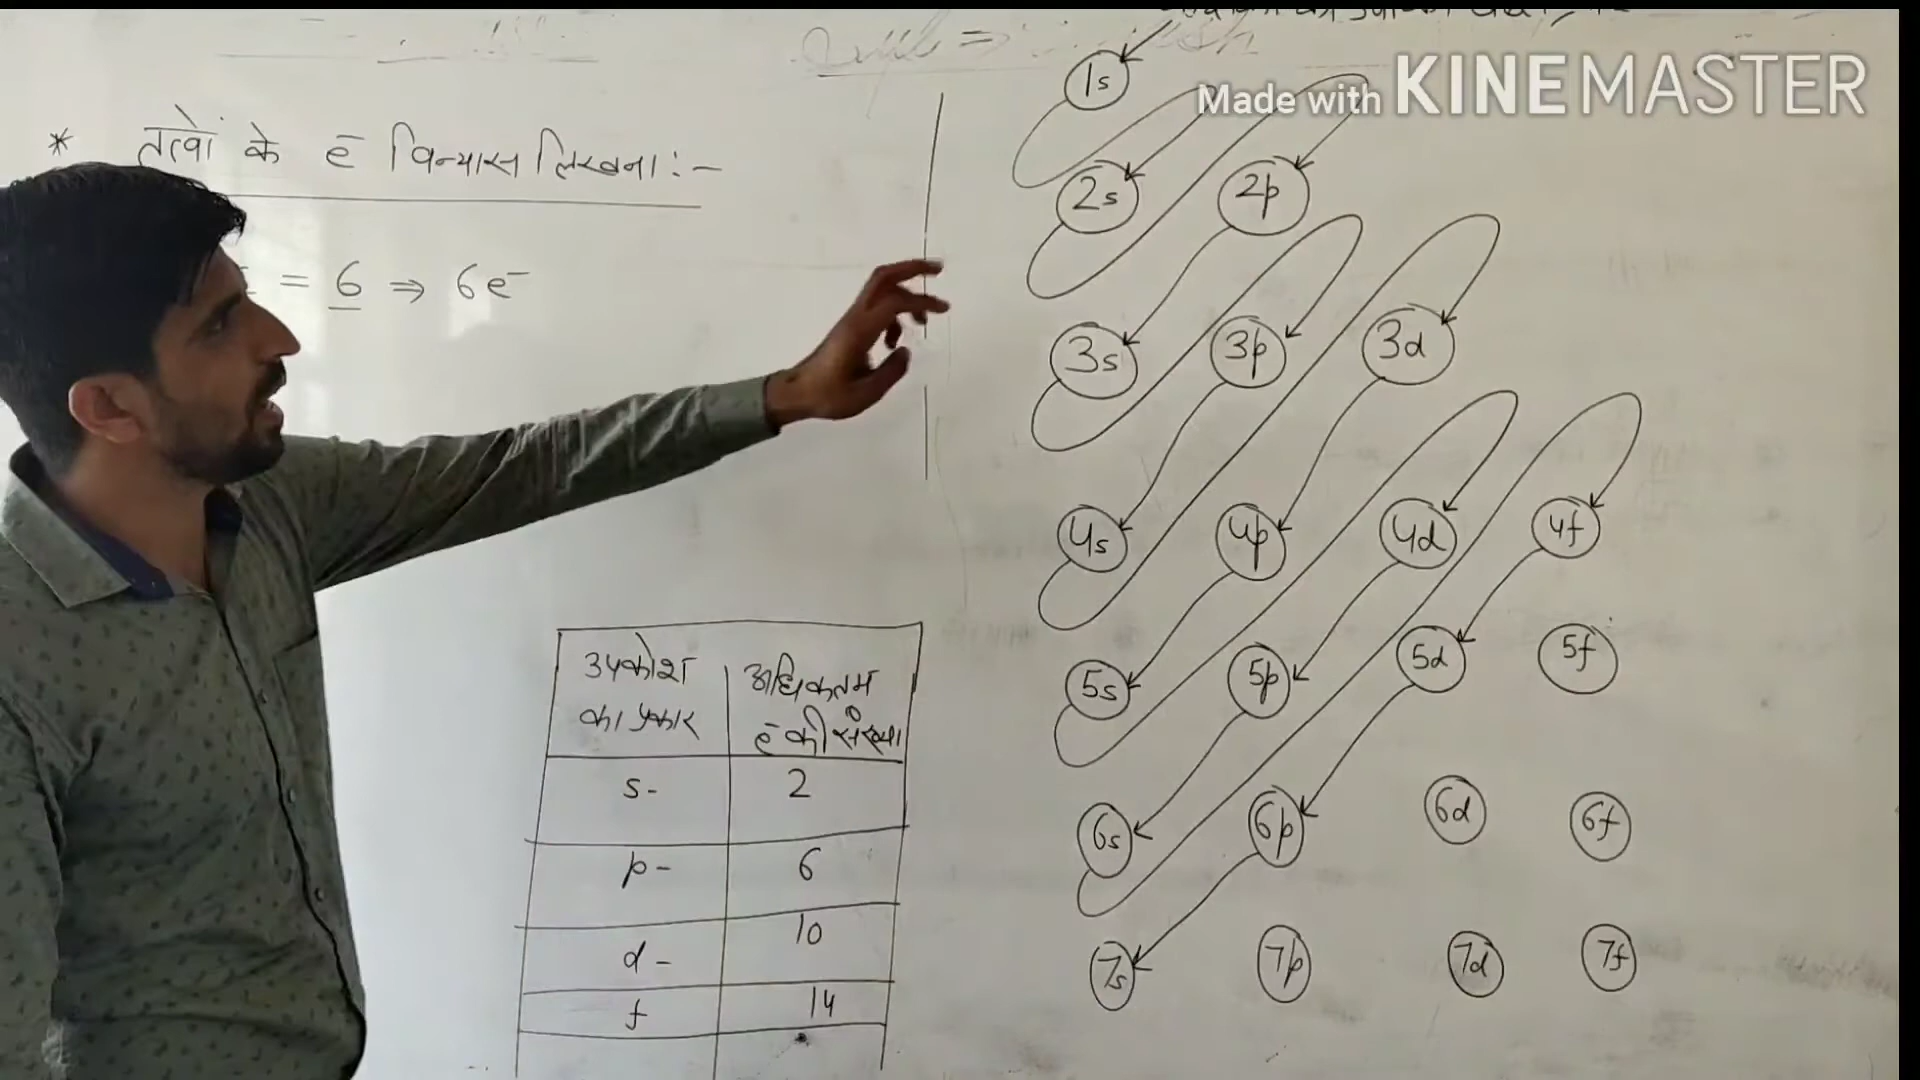 * तत्वों के e⁻ विन्यास लिखना :-
= 6 ⇒ 6e⁻
उपकोश का प्रकार
अधिकतम e⁻ की संख्या
s- 2
p- 6
d- 10
f 14
1s
2s 2p
3s 3p 3d
4s 4p 4d 4f
5s 5p 5d 5f
6s 6p 6d 6f
7s 7p 7d 7f
Made with KINEMASTER